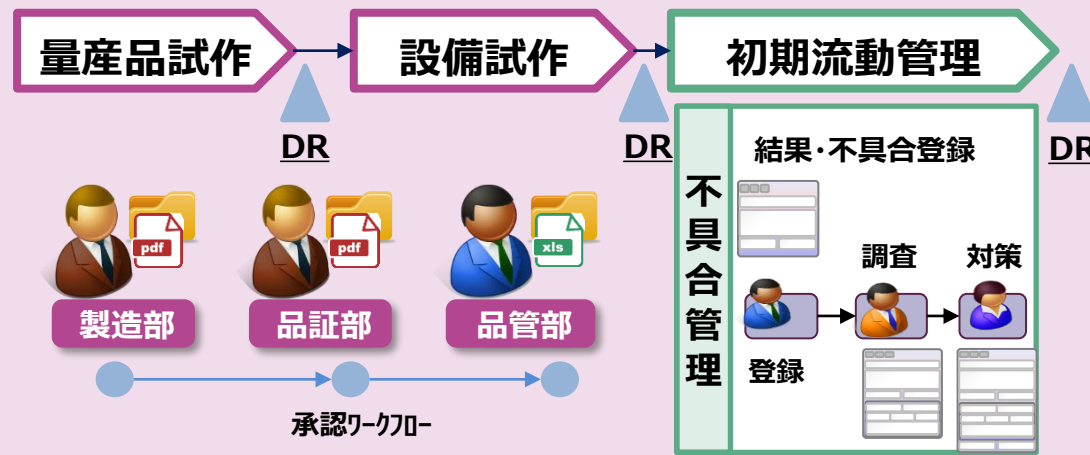 量産品試作
設備試作
初期流動管理
DR
DR
DR
pdf
pdf
xls
製造部
品証部
品管部
承認ﾜｰｸﾌﾛｰ
不具合管理
結果･不具合登録
調査
対策
登録